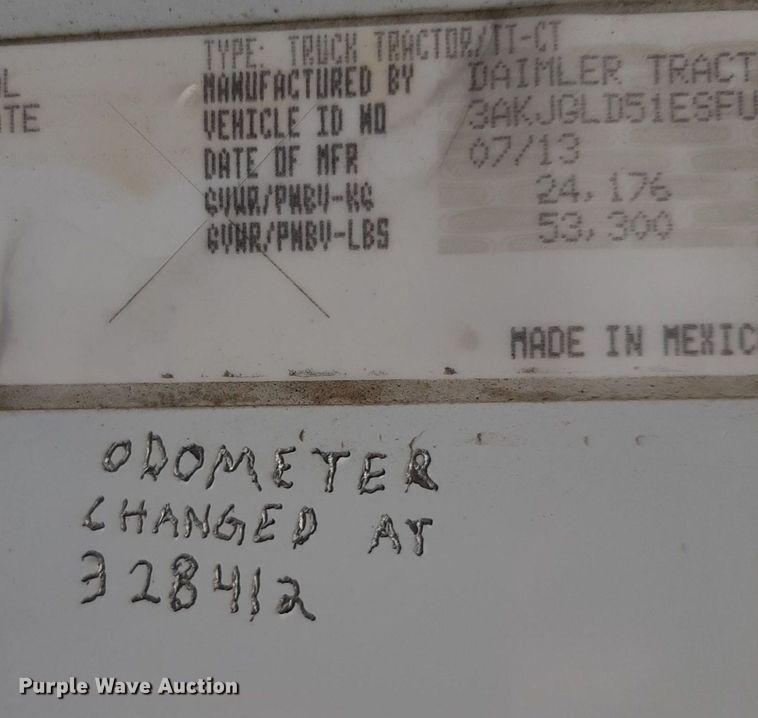 TYPE: TRUCK TRACTOR/TT-CT
MANUFACTURED BY DAIMLER TRACT
VEHICLE ID NO 3AKJGLD51ESFU
DATE OF MFR 07/13
GVWR/PNBV-KG 24,176
GVWR/PNBV-LBS 53,300
MADE IN MEXIC
ODOMETER
CHANGED AT
328412
Purple Wave Auction